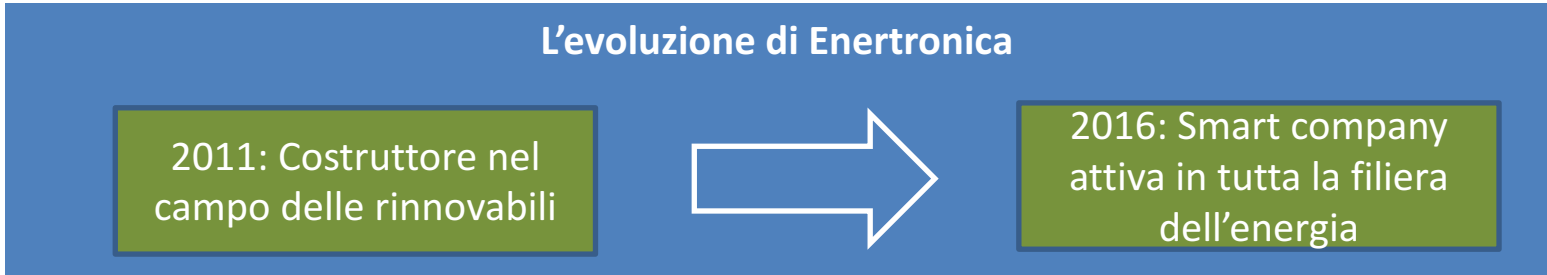 L’evoluzione di Enertronica
2011: Costruttore nel
campo delle rinnovabili
2016: Smart company
attiva in tutta la filiera
dell’energia